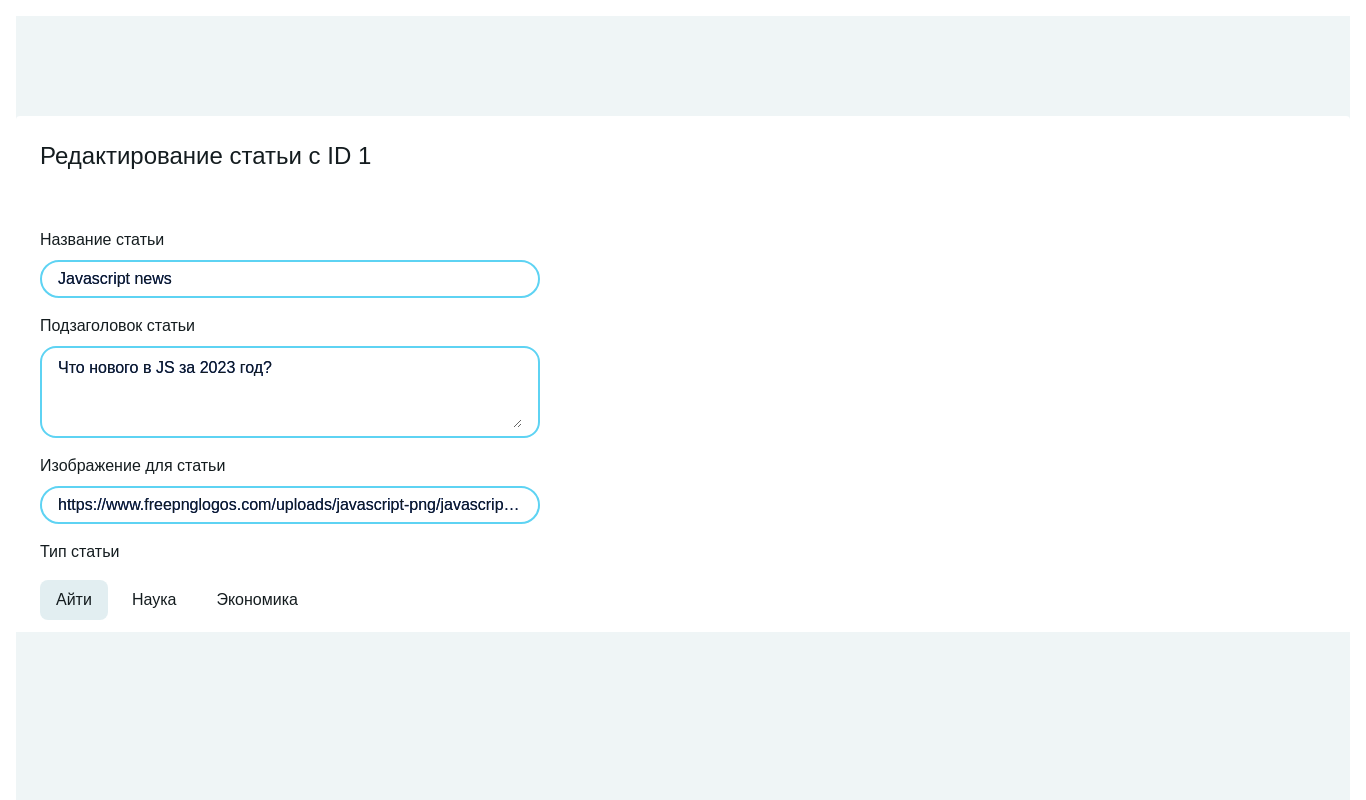 Редактирование статьи с ID 1
Название статьи
Javascript news
Подзаголовок статьи
Что нового в JS за 2023 год?
Изображение для статьи
https://www.freepnglogos.com/uploads/javascript-png/javascrip…
Тип статьи
Айти Наука Экономика